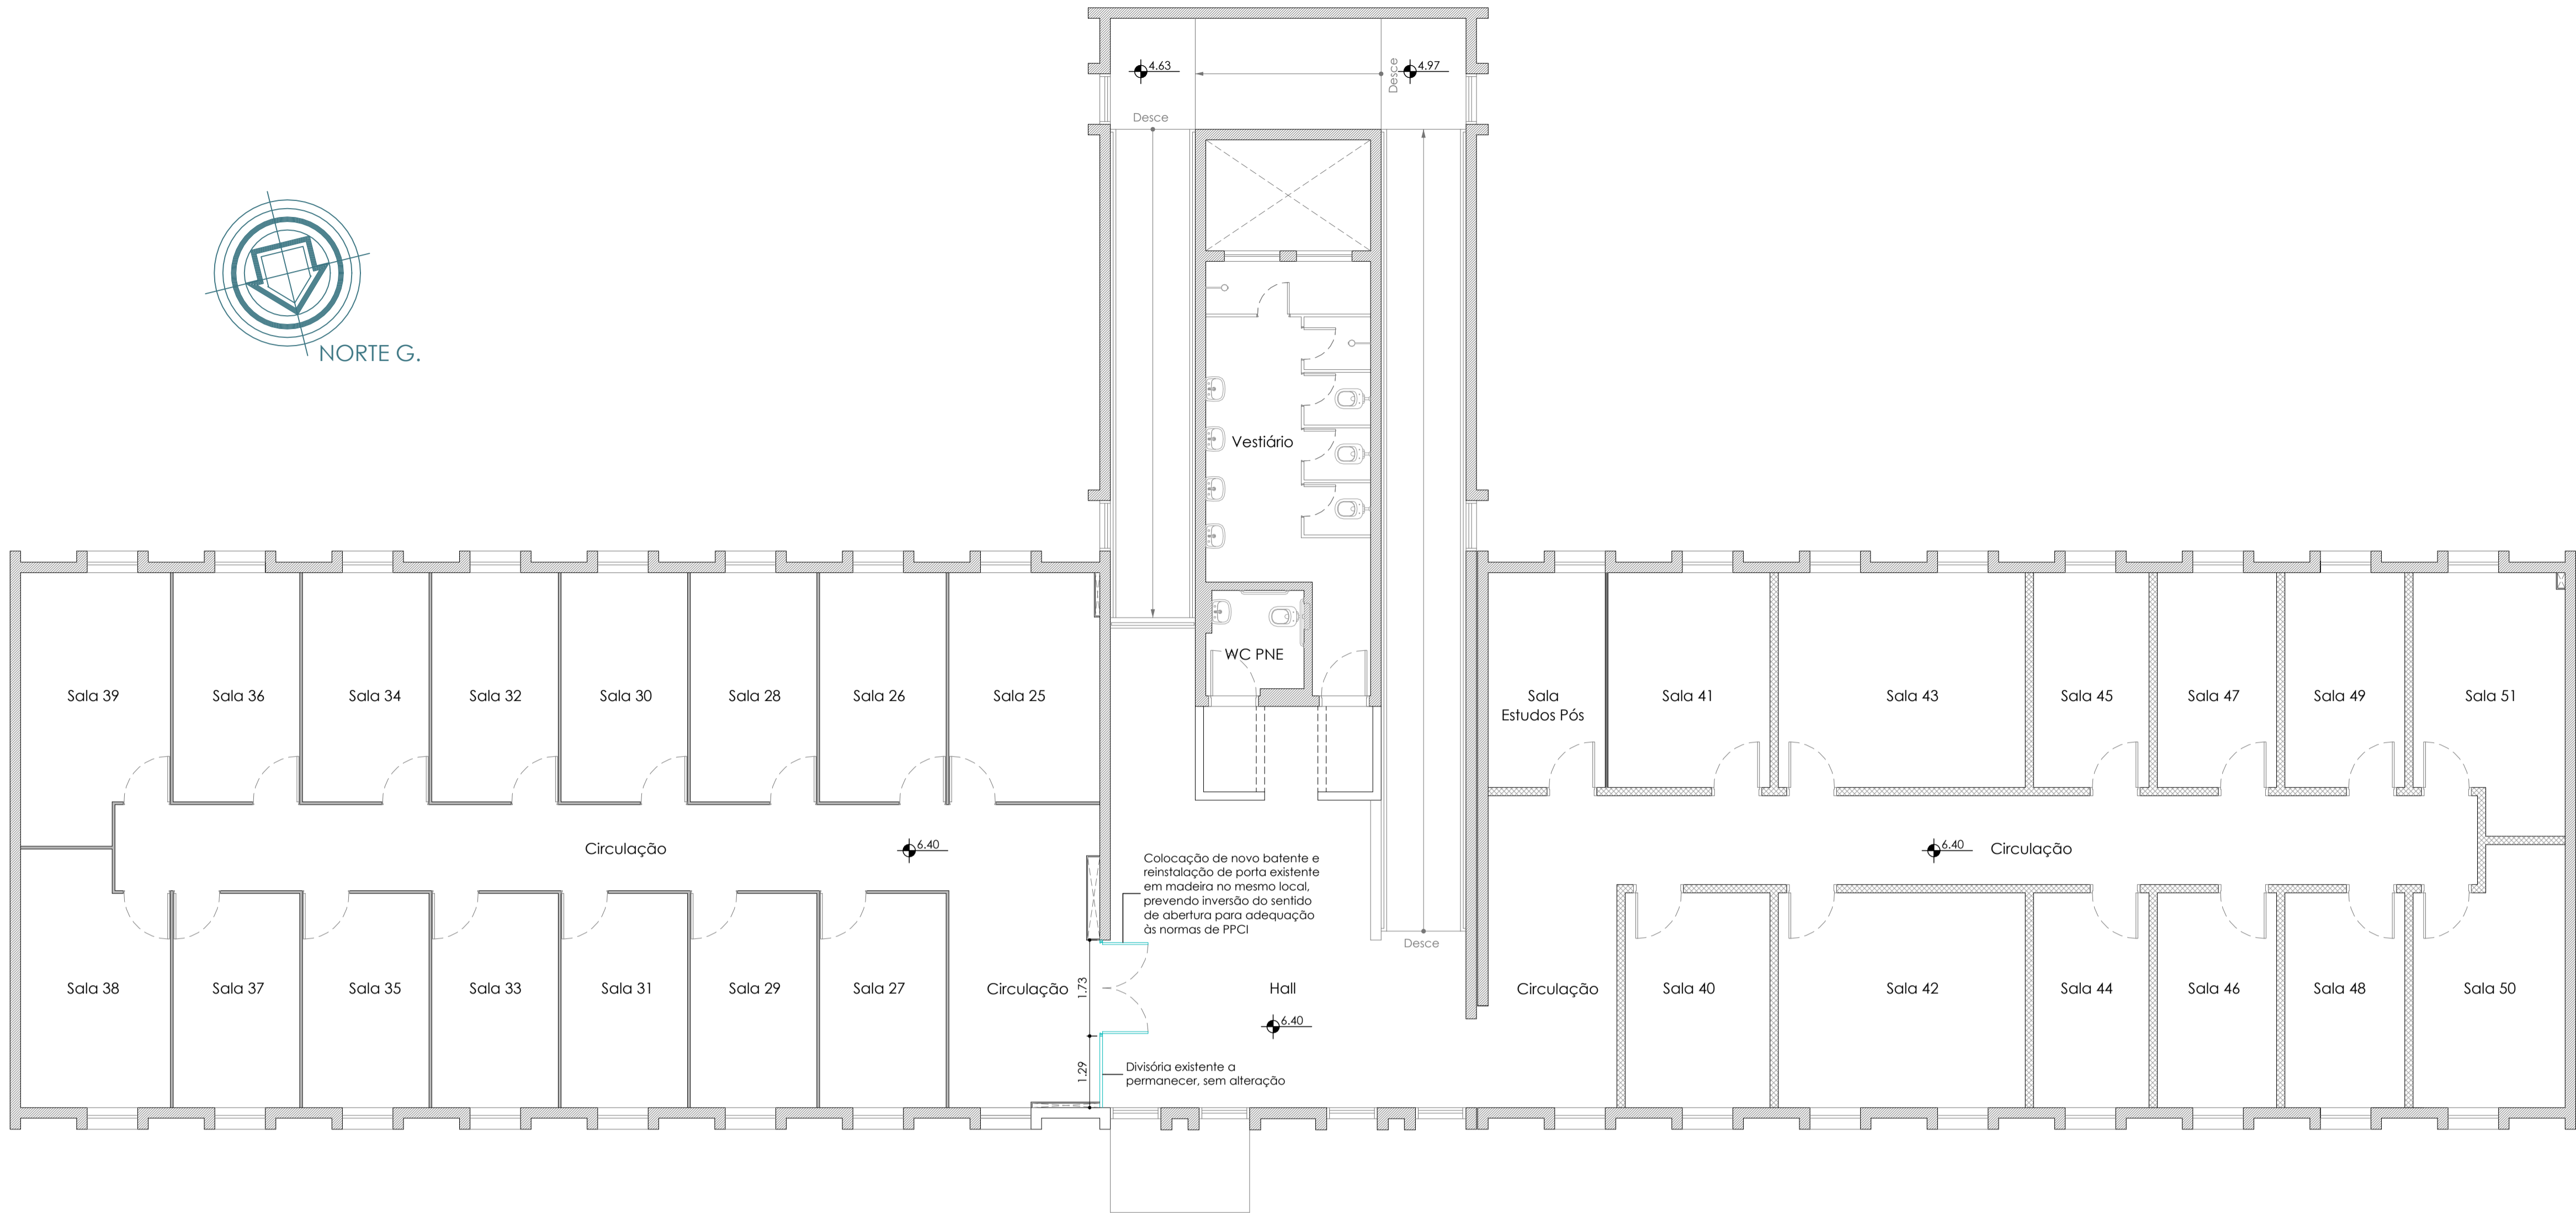 4.63
Desce
4.97
Desce
NORTE G.
Vestiário
WC PNE
Sala 39
Sala 36
Sala 34
Sala 32
Sala 30
Sala 28
Sala 26
Sala 25
Sala
Estudos Pós
Sala 41
Sala 43
Sala 45
Sala 47
Sala 49
Sala 51
Circulação
6.40
Colocação de novo batente e
reinstalação de porta existente
em madeira no mesmo local,
prevendo inversão do sentido
de abertura para adequação
às normas de PPCI
6.40
Circulação
Desce
Sala 38
Sala 37
Sala 35
Sala 33
Sala 31
Sala 29
Sala 27
Circulação
1.73
Hall
6.40
Circulação
Sala 40
Sala 42
Sala 44
Sala 46
Sala 48
Sala 50
1.29
Divisória existente a
permanecer, sem alteração